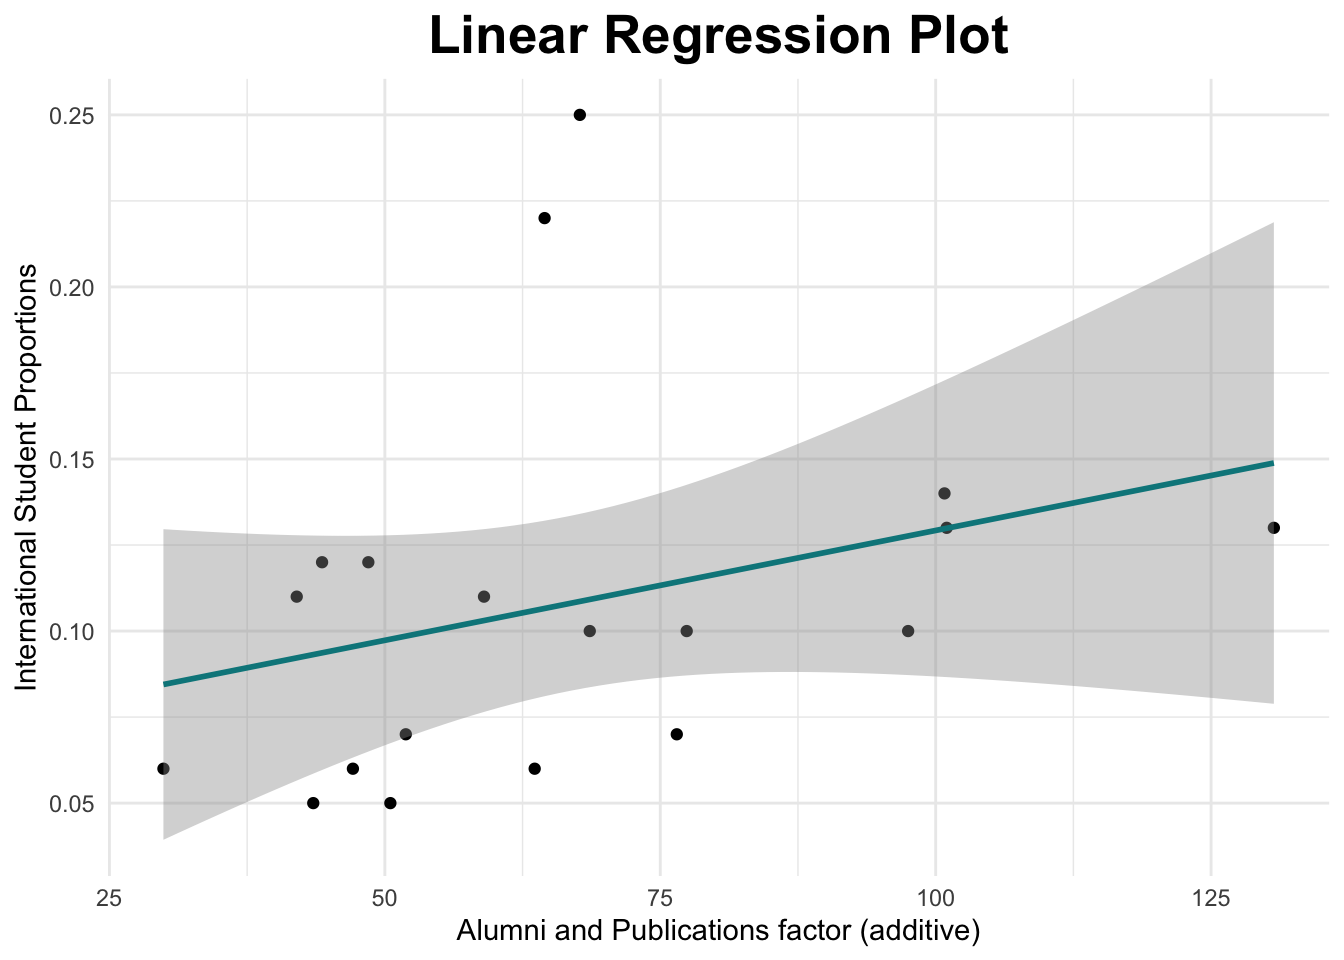 Linear Regression Plot
International Student Proportions
0.25
0.20
0.15
0.10
0.05
25 50 75 100 125
Alumni and Publications factor (additive)